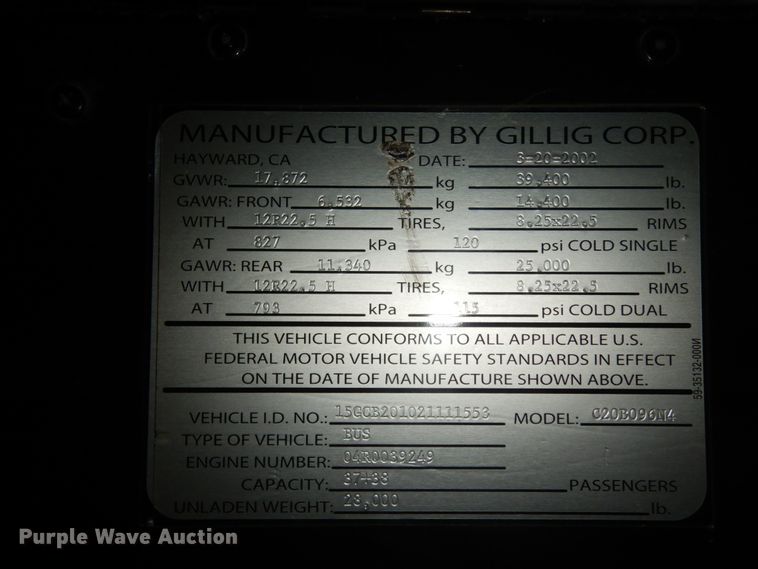 MANUFACTURED BY GILLIG CORP.
HAYWARD, CA DATE: 3-20-2002
GVWR: 17,872 kg 39,400 lb.
GAWR: FRONT 6,532 kg 14,400 lb.
WITH 12R22.5 H TIRES, 8.25x22.5 RIMS
AT 827 kPa 120 psi COLD SINGLE
GAWR: REAR 11,340 kg 25,000 lb.
WITH 12R22.5 H TIRES, 8.25x22.5 RIMS
AT 793 kPa 115 psi COLD DUAL
THIS VEHICLE CONFORMS TO ALL APPLICABLE U.S.
FEDERAL MOTOR VEHICLE SAFETY STANDARDS IN EFFECT
ON THE DATE OF MANUFACTURE SHOWN ABOVE.
59-35132-000N
VEHICLE I.D. NO.: 15GCB201021111553 MODEL: C20B096N4
TYPE OF VEHICLE: BUS
ENGINE NUMBER: 04R0039249
CAPACITY: PASSENGERS
UNLADEN WEIGHT: lb.
Purple Wave Auction